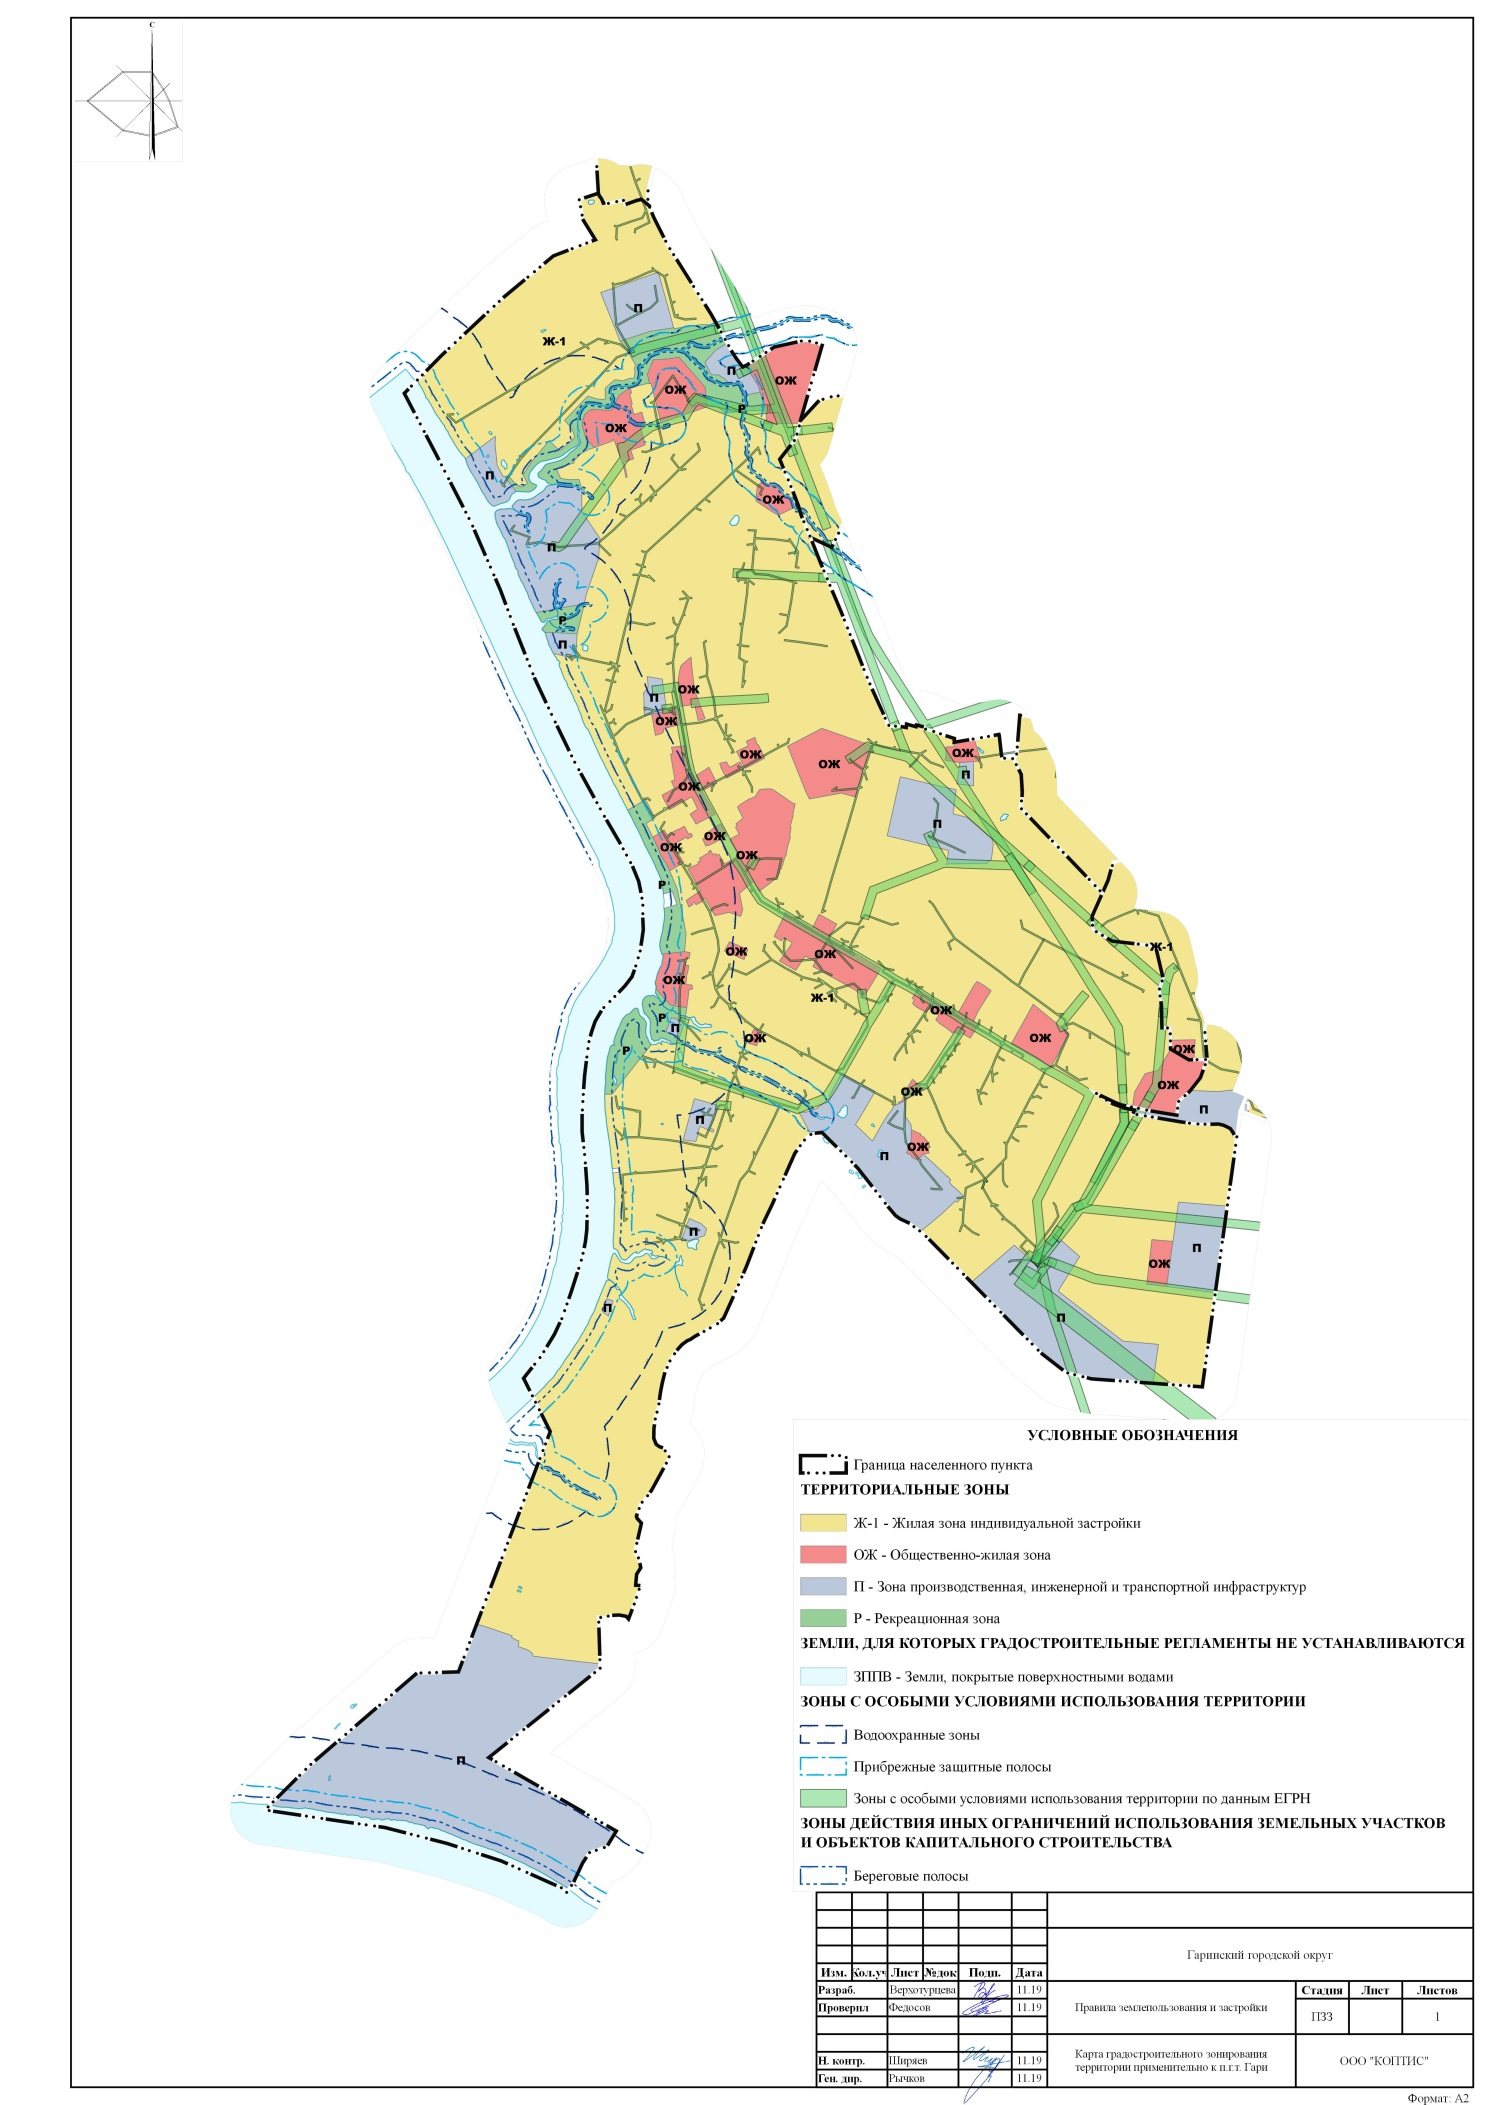 С
П
Ж-1
П
ОЖ
ОЖ
Р
ОЖ
П
ОЖ
П
Р
П
ОЖ
П
ОЖ
ОЖ
ОЖ
ОЖ
П
ОЖ
П
ОЖ
ОЖ
ОЖ
Р
ОЖ
ОЖ
Ж-1
ОЖ
Ж-1
ОЖ
Р
П
ОЖ
ОЖ
ОЖ
Р
ОЖ
ОЖ
П
П
ОЖ
П
П
ОЖ
П
П
П
П
УСЛОВНЫЕ ОБОЗНАЧЕНИЯ
Граница населенного пункта
ТЕРРИТОРИАЛЬНЫЕ ЗОНЫ
Ж-1 - Жилая зона индивидуальной застройки
ОЖ - Общественно-жилая зона
П - Зона производственная, инженерной и транспортной инфраструктур
Р - Рекреационная зона
ЗЕМЛИ, ДЛЯ КОТОРЫХ ГРАДОСТРОИТЕЛЬНЫЕ РЕГЛАМЕНТЫ НЕ УСТАНАВЛИВАЮТСЯ
ЗППВ - Земли, покрытые поверхностными водами
ЗОНЫ С ОСОБЫМИ УСЛОВИЯМИ ИСПОЛЬЗОВАНИЯ ТЕРРИТОРИИ
Водоохранные зоны
Прибрежные защитные полосы
Зоны с особыми условиями использования территории по данным ЕГРН
ЗОНЫ ДЕЙСТВИЯ ИНЫХ ОГРАНИЧЕНИЙ ИСПОЛЬЗОВАНИЯ ЗЕМЕЛЬНЫХ УЧАСТКОВ
И ОБЪЕКТОВ КАПИТАЛЬНОГО СТРОИТЕЛЬСТВА
Береговые полосы
Гаринский городской округ
Изм. Кол.уч Лист №док Подп. Дата
Разраб. Верхотурцева 11.19
Проверил Федосов 11.19
Н. контр. Ширяев 11.19
Ген. дир. Рычков 11.19
Правила землепользования и застройки
Стадия Лист Листов
ПЗЗ 1
Карта градостроительного зонирования
территории применительно к п.г.т. Гари
ООО "КОПТИС"
Формат: А2